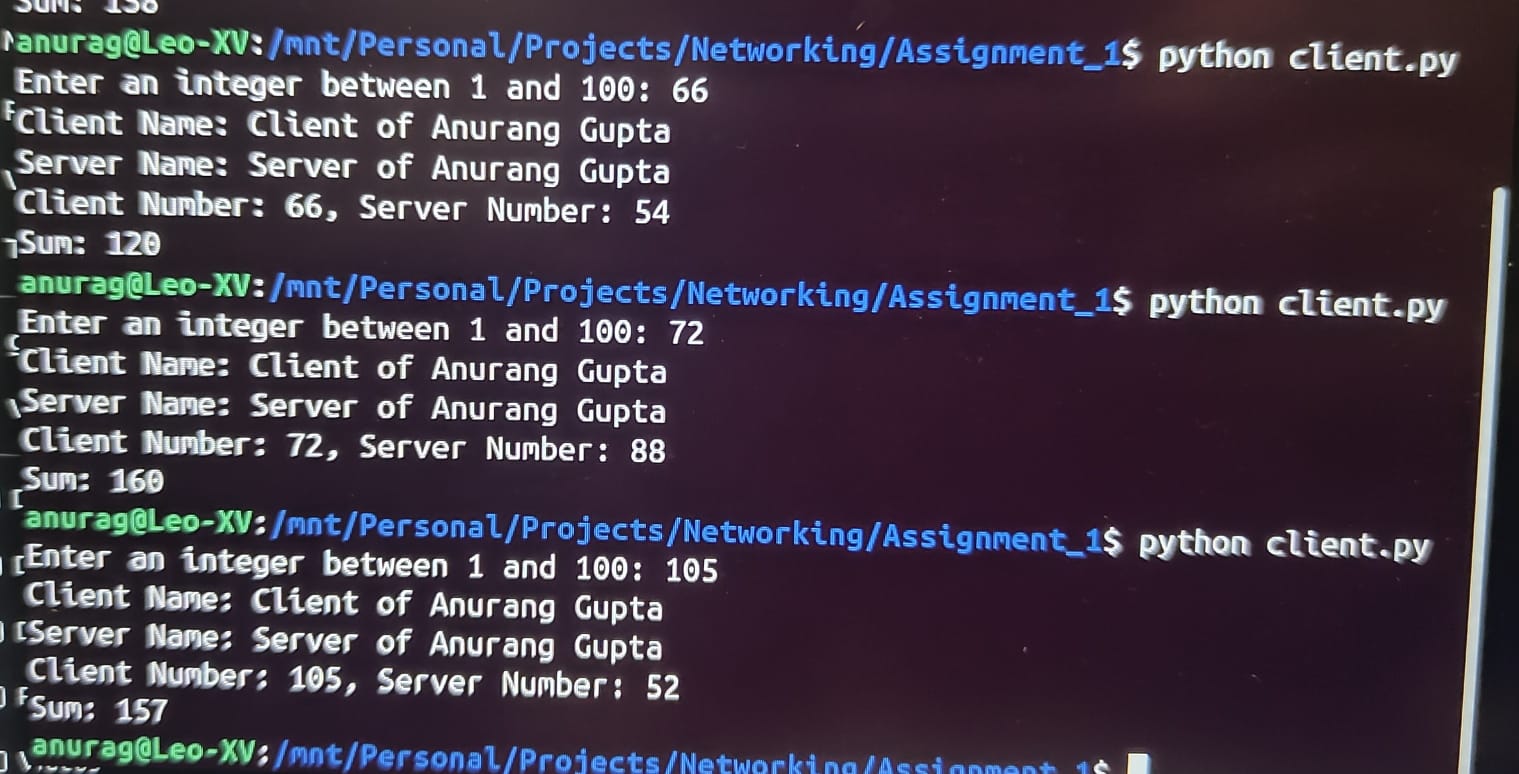 Sum: 158
anurag@Leo-XV:/mnt/Personal/Projects/Networking/Assignment_1$ python client.py
Enter an integer between 1 and 100: 66
Client Name: Client of Anurang Gupta
Server Name: Server of Anurang Gupta
Client Number: 66, Server Number: 54
Sum: 120
anurag@Leo-XV:/mnt/Personal/Projects/Networking/Assignment_1$ python client.py
Enter an integer between 1 and 100: 72
Client Name: Client of Anurang Gupta
Server Name: Server of Anurang Gupta
Client Number: 72, Server Number: 88
Sum: 160
anurag@Leo-XV:/mnt/Personal/Projects/Networking/Assignment_1$ python client.py
Enter an integer between 1 and 100: 105
Client Name: Client of Anurang Gupta
Server Name: Server of Anurang Gupta
Client Number: 105, Server Number: 52
Sum: 157
anurag@Leo-XV:/mnt/Personal/Projects/Networking/Assignment_1$